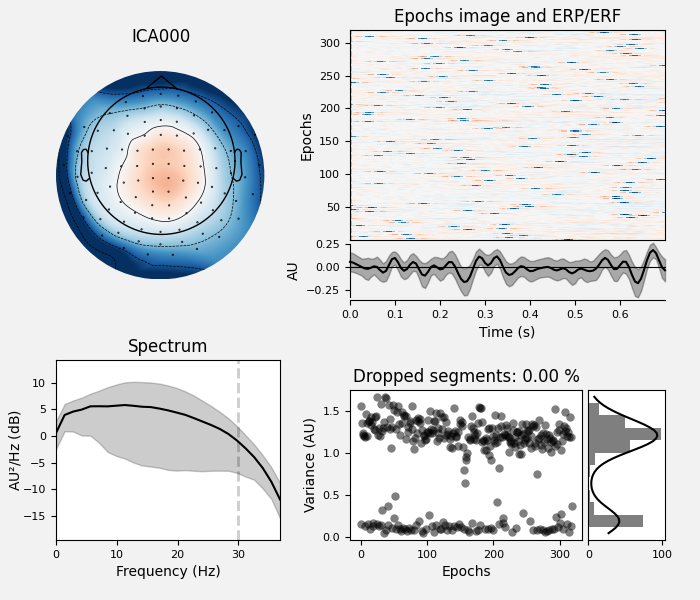 ICA000
Epochs image and ERP/ERF
Epochs
300
250
200
150
100
50
0.25
0.00
−0.25
AU
0.0 0.1 0.2 0.3 0.4 0.5 0.6
Time (s)
Spectrum
AU²/Hz (dB)
10
5
0
−5
−10
−15
0 10 20 30
Frequency (Hz)
Dropped segments: 0.00 %
Variance (AU)
1.5
1.0
0.5
0.0
0 100 200 300
Epochs
0 100